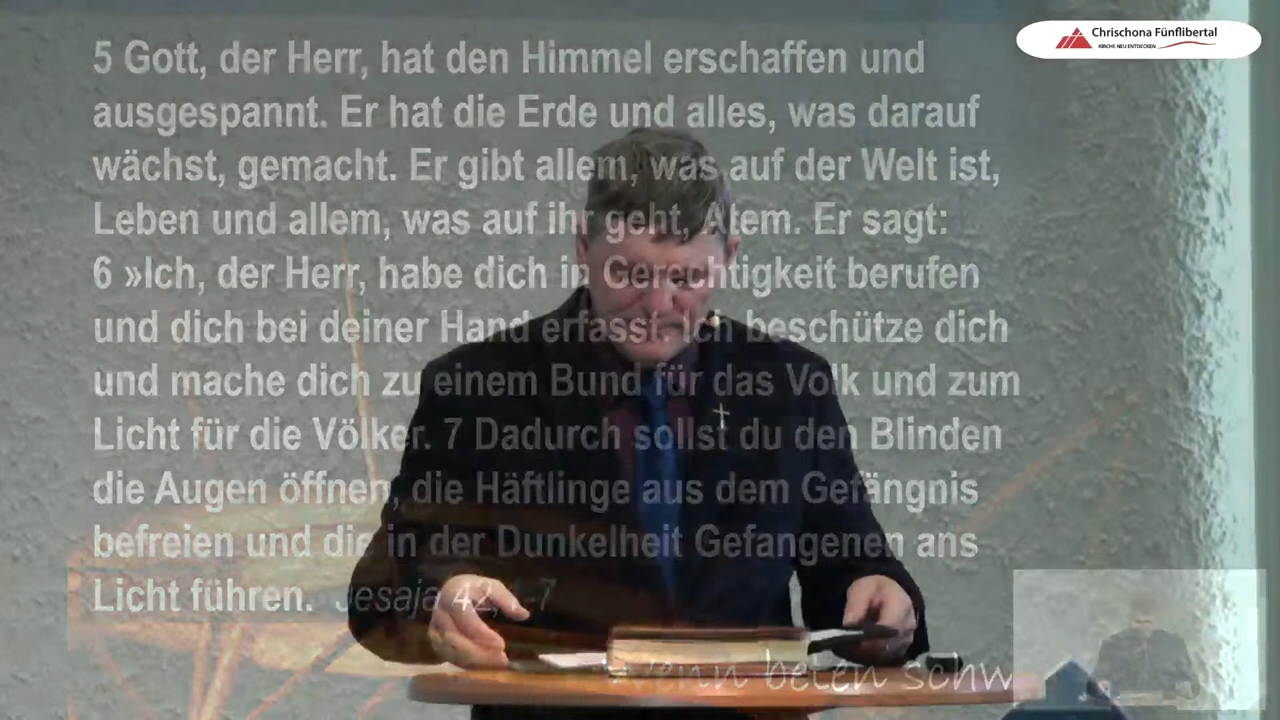 Chrischona Fünflibertal
KIRCHE NEU ENTDECKEN
5 Gott, der Herr, hat den Himmel erschaffen und
ausgespannt. Er hat die Erde und alles, was darauf
wächst, gemacht. Er gibt allem, was auf der Welt ist,
Leben und allem, was auf ihr geht, Atem. Er sagt:
6 »Ich, der Herr, habe dich in Gerechtigkeit berufen
und dich bei deiner Hand erfasst. Ich beschütze dich
und mache dich zu einem Bund für das Volk und zum
Licht für die Völker. 7 Dadurch sollst du den Blinden
die Augen öffnen, die Häftlinge aus dem Gefängnis
befreien und die in der Dunkelheit Gefangenen ans
Licht führen. Jesaja 42, -7
wenn beten schw